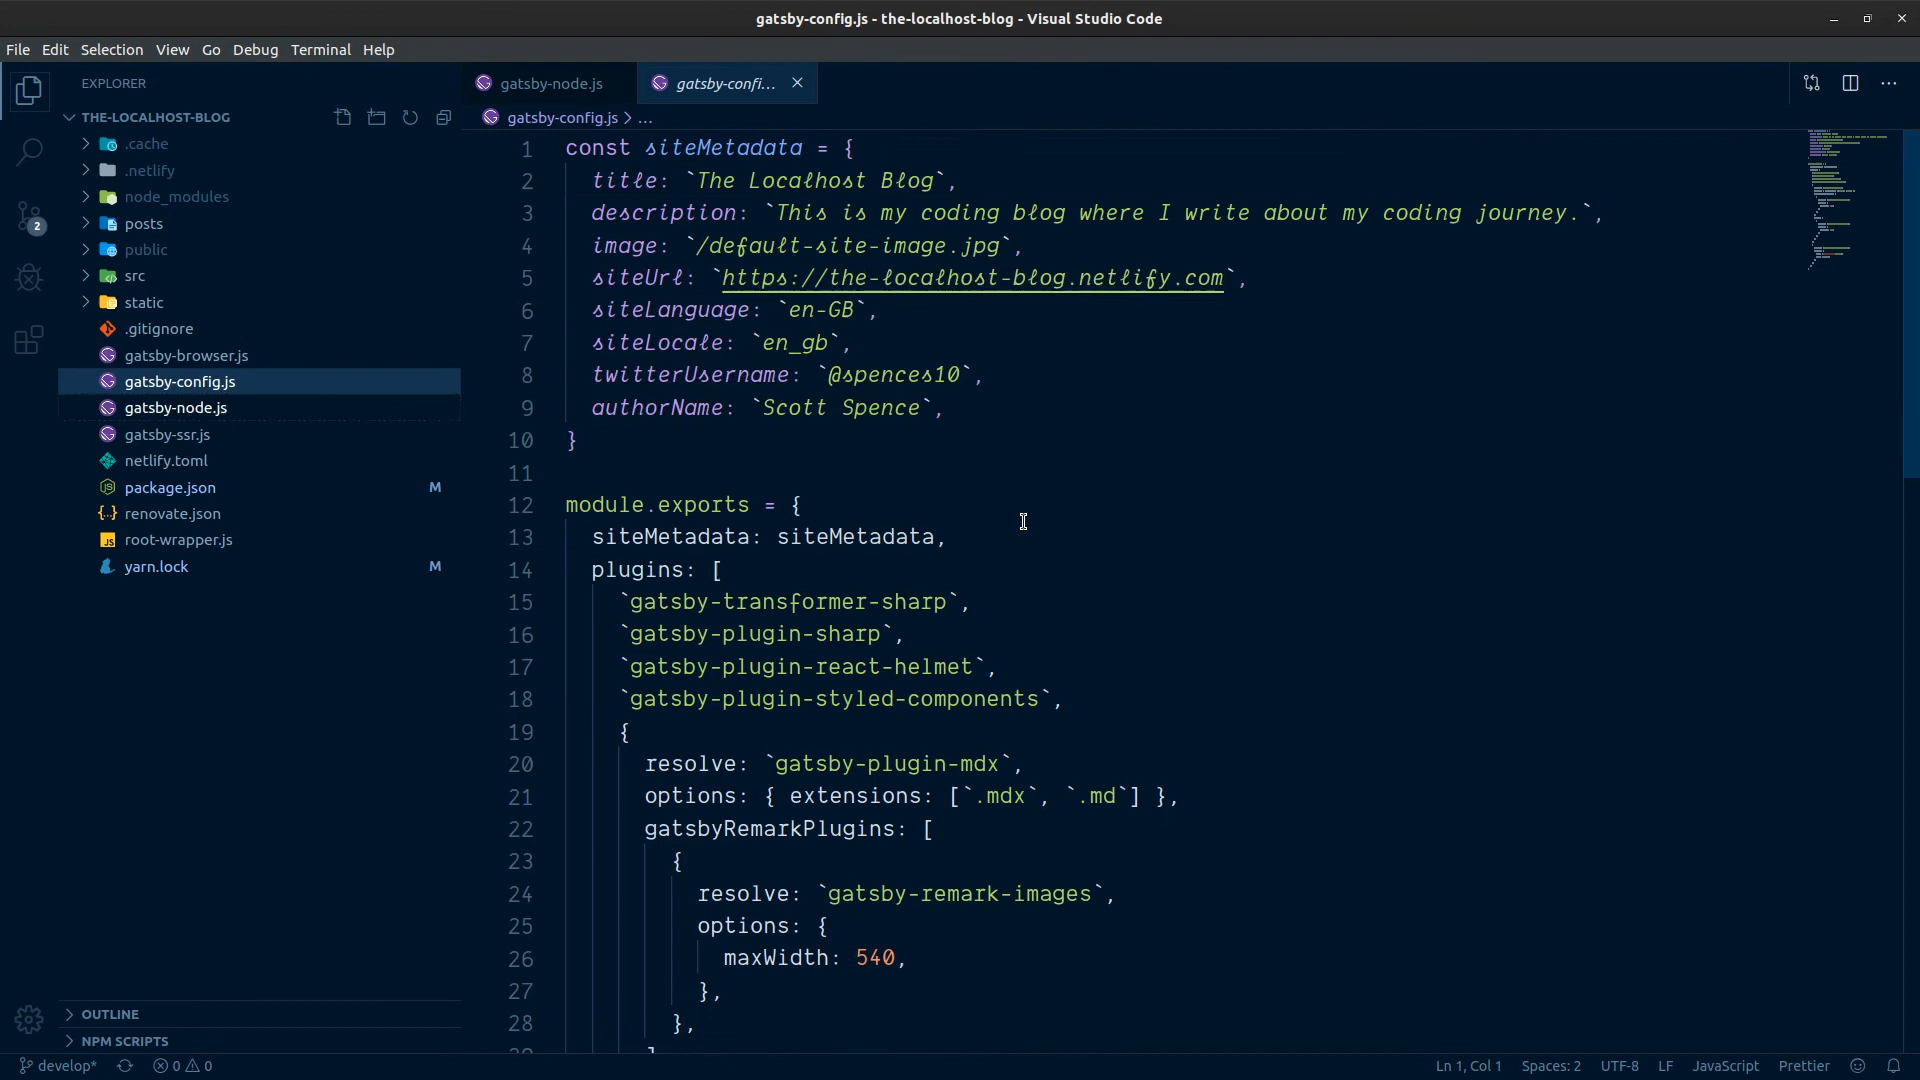 gatsby-config.js - the-localhost-blog - Visual Studio Code
File Edit Selection View Go Debug Terminal Help
EXPLORER
THE-LOCALHOST-BLOG
.cache
.netlify
node_modules
posts
public
src
static
.gitignore
gatsby-browser.js
gatsby-config.js
gatsby-node.js
gatsby-ssr.js
netlify.toml
package.json M
renovate.json
root-wrapper.js
yarn.lock M
OUTLINE
NPM SCRIPTS
2
gatsby-node.js gatsby-confi...
gatsby-config.js > ...
1 const siteMetadata = {
2 title: `The Localhost Blog`,
3 description: `This is my coding blog where I write about my coding journey.`,
4 image: `/default-site-image.jpg`,
5 siteUrl: `https://the-localhost-blog.netlify.com`,
6 siteLanguage: `en-GB`,
7 siteLocale: `en_gb`,
8 twitterUsername: `@spences10`,
9 authorName: `Scott Spence`,
10 }
11
12 module.exports = {
13 siteMetadata: siteMetadata,
14 plugins: [
15 `gatsby-transformer-sharp`,
16 `gatsby-plugin-sharp`,
17 `gatsby-plugin-react-helmet`,
18 `gatsby-plugin-styled-components`,
19 {
20 resolve: `gatsby-plugin-mdx`,
21 options: { extensions: [`.mdx`, `.md`] },
22 gatsbyRemarkPlugins: [
23 {
24 resolve: `gatsby-remark-images`,
25 options: {
26 maxWidth: 540,
27 },
28 },
develop* 0 0 Ln 1, Col 1 Spaces: 2 UTF-8 LF JavaScript Prettier